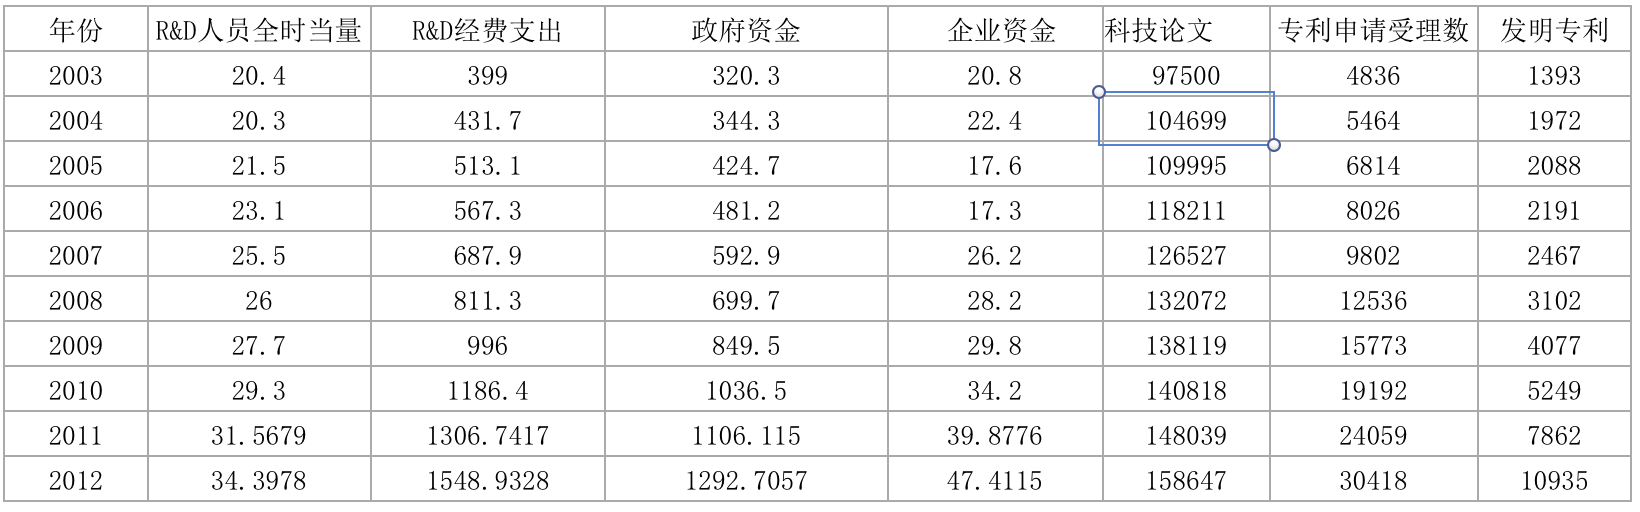 年份 R&D人员全时当量 R&D经费支出 政府资金 企业资金 科技论文 专利申请受理数 发明专利
2003 20.4 399 320.3 20.8 97500 4836 1393
2004 20.3 431.7 344.3 22.4 104699 5464 1972
2005 21.5 513.1 424.7 17.6 109995 6814 2088
2006 23.1 567.3 481.2 17.3 118211 8026 2191
2007 25.5 687.9 592.9 26.2 126527 9802 2467
2008 26 811.3 699.7 28.2 132072 12536 3102
2009 27.7 996 849.5 29.8 138119 15773 4077
2010 29.3 1186.4 1036.5 34.2 140818 19192 5249
2011 31.5679 1306.7417 1106.115 39.8776 148039 24059 7862
2012 34.3978 1548.9328 1292.7057 47.4115 158647 30418 10935